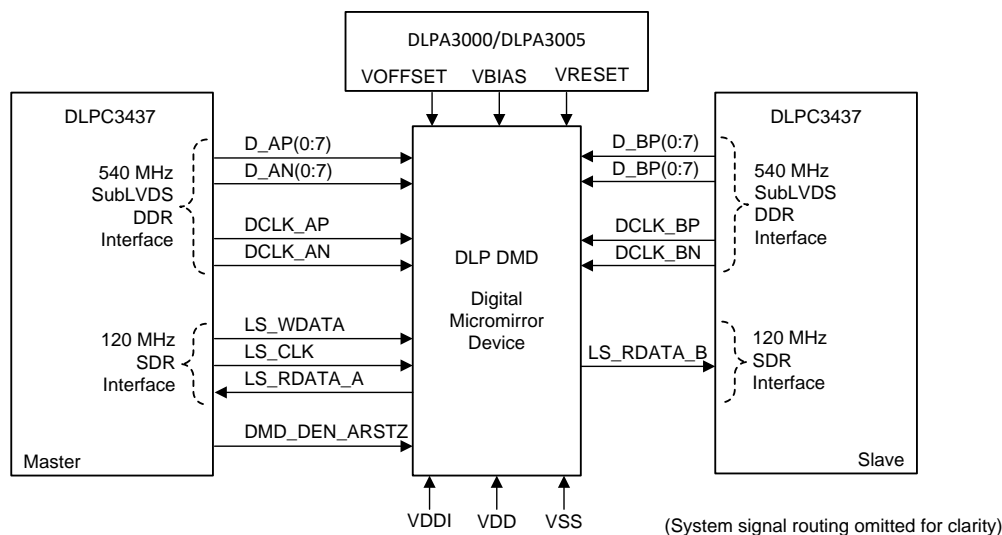 DLPA3000/DLPA3005
VOFFSET VBIAS VRESET
DLPC3437
540 MHz
SubLVDS
DDR
Interface
120 MHz
SDR
Interface
Master
D_AP(0:7)
D_AN(0:7)
DCLK_AP
DCLK_AN
LS_WDATA
LS_CLK
LS_RDATA_A
DMD_DEN_ARSTZ
DLP DMD
Digital
Micromirror
Device
D_BP(0:7)
D_BP(0:7)
DCLK_BP
DCLK_BN
LS_RDATA_B
DLPC3437
540 MHz
SubLVDS
DDR
Interface
120 MHz
SDR
Interface
Slave
VDDI VDD VSS
(System signal routing omitted for clarity)